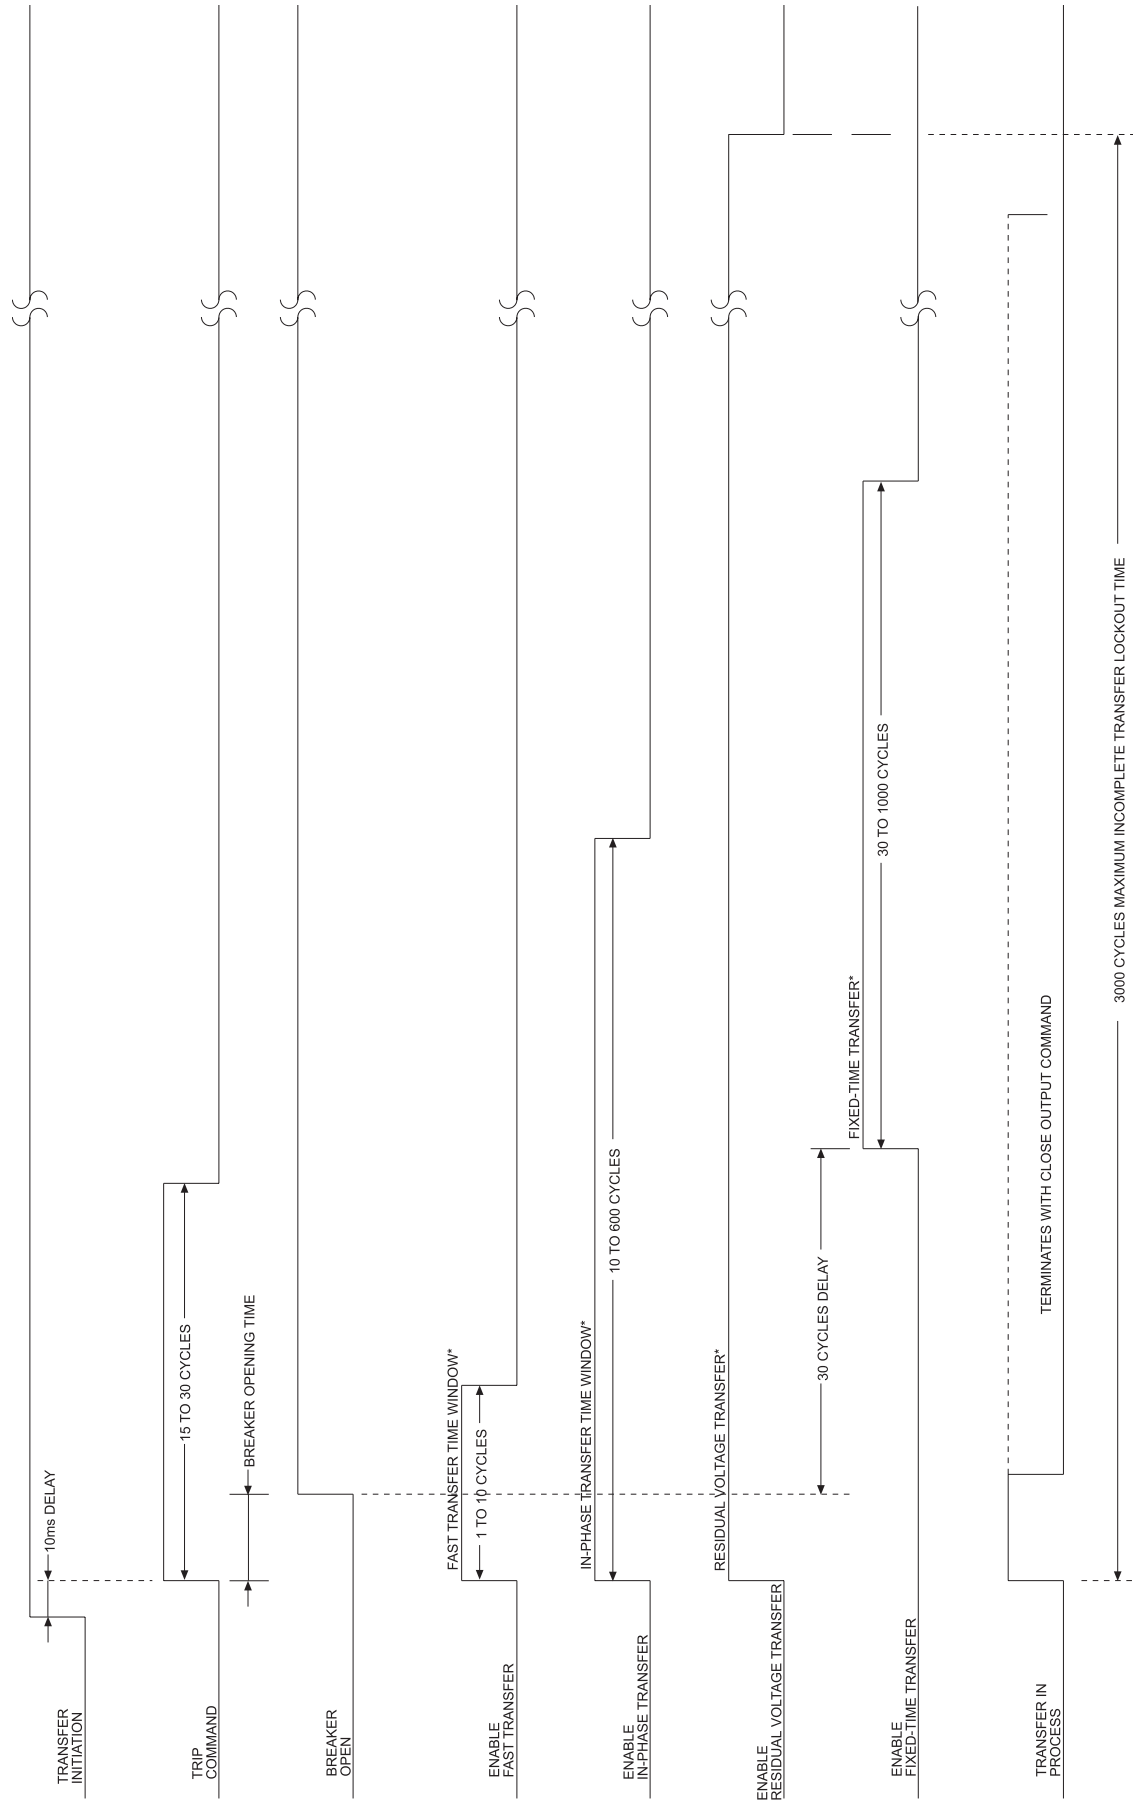 TRANSFER
INITIATION
10ms DELAY
TRIP
COMMAND
15 TO 30 CYCLES
BREAKER OPENING TIME
BREAKER
OPEN
ENABLE
FAST TRANSFER
FAST TRANSFER TIME WINDOW*
1 TO 10 CYCLES
ENABLE
IN-PHASE TRANSFER
IN-PHASE TRANSFER TIME WINDOW*
10 TO 600 CYCLES
ENABLE
RESIDUAL VOLTAGE TRANSFER
RESIDUAL VOLTAGE TRANSFER*
30 CYCLES DELAY
ENABLE
FIXED-TIME TRANSFER
FIXED-TIME TRANSFER*
30 TO 1000 CYCLES
TRANSFER IN
PROCESS
TERMINATES WITH CLOSE OUTPUT COMMAND
3000 CYCLES MAXIMUM INCOMPLETE TRANSFER LOCKOUT TIME